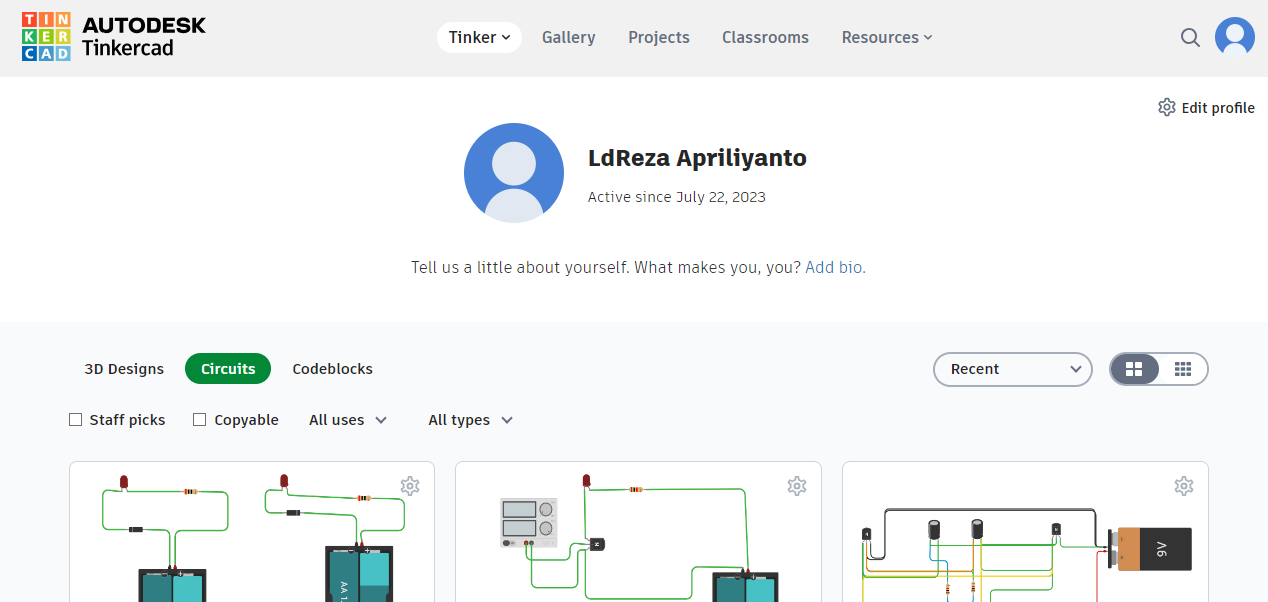 TIN
KER
CAD
AUTODESK
Tinkercad
Tinker
Gallery
Projects
Classrooms
Resources
Edit profile
LdReza Apriliyanto
Active since July 22, 2023
Tell us a little about yourself. What makes you, you? Add bio.
3D Designs
Circuits
Codeblocks
Recent
Staff picks
Copyable
All uses
All types
AA 1.
9V